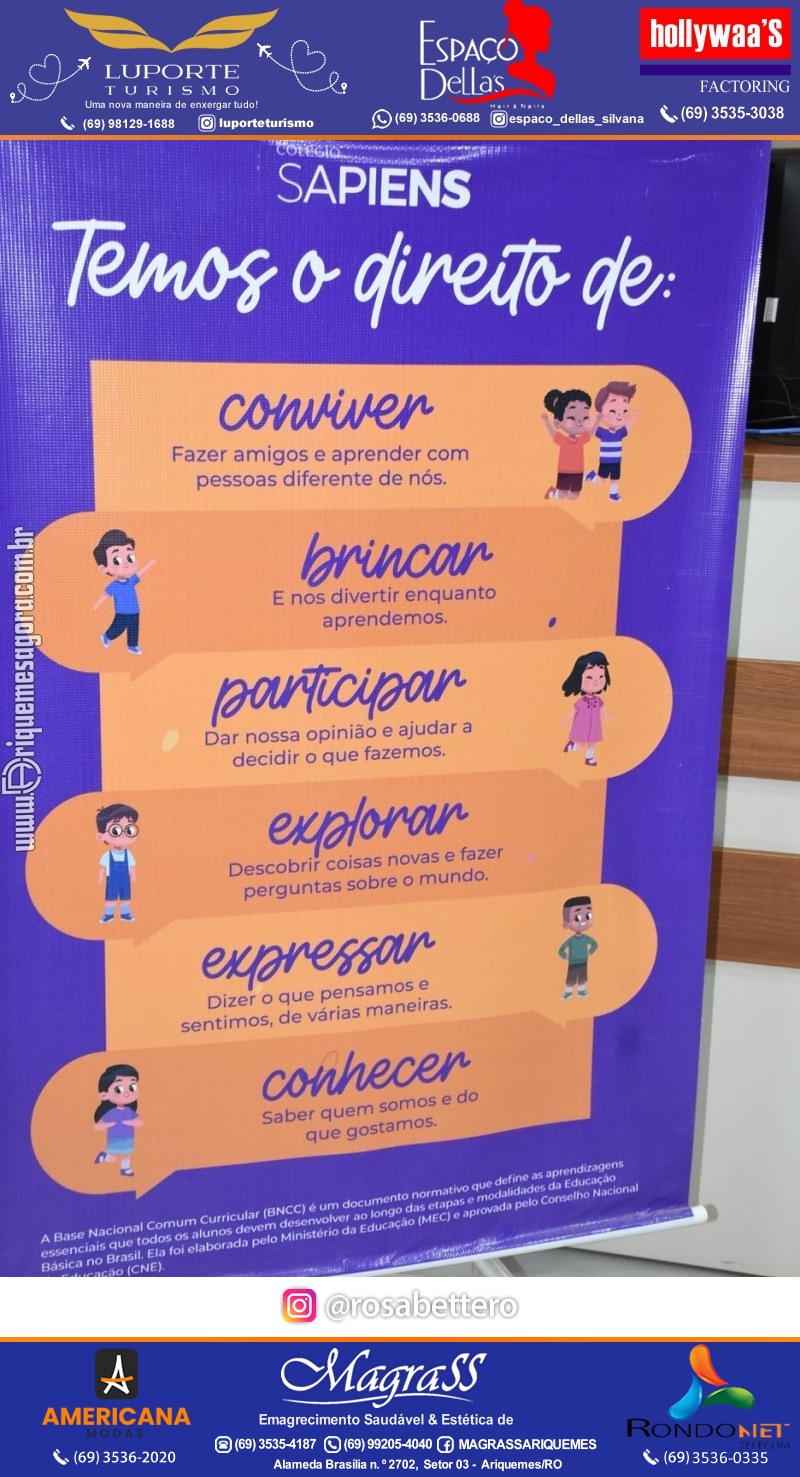 LUPORTE
TURISMO
Uma nova maneira de enxergar tudo!
(69) 98129-1688 luporteturismo
ESPAÇO
DELLA'S
Hair & Nails
(69) 3536-0688 espaco_dellas_silvana
hollywaa'S
FACTORING
(69) 3535-3038
COLÉGIO
SAPIENS
Temos o direito de:
conviver
Fazer amigos e aprender com
pessoas diferente de nós.
brincar
E nos divertir enquanto
aprendemos.
participar
Dar nossa opinião e ajudar a
decidir o que fazemos.
explorar
Descobrir coisas novas e fazer
perguntas sobre o mundo.
expressar
Dizer o que pensamos e
sentimos, de várias maneiras.
conhecer
Saber quem somos e do
que gostamos.
A Base Nacional Comum Curricular (BNCC) é um documento normativo que define as aprendizagens
essenciais que todos os alunos devem desenvolver ao longo das etapas e modalidades da Educação
Básica no Brasil. Ela foi elaborada pelo Ministério da Educação (MEC) e aprovada pelo Conselho Nacional
de Educação (CNE).
www.Ariquemesagora.com.br
@rosabettero
AMERICANA
MODAS
(69) 3536-2020
MagraSS
Emagrecimento Saudável & Estética de
(69) 3535-4187 (69) 99205-4040 MAGRASSARIQUEMES
Alameda Brasília n.º 2702, Setor 03 - Ariquemes/RO
RONDONET
TELECOM
(69) 3536-0335